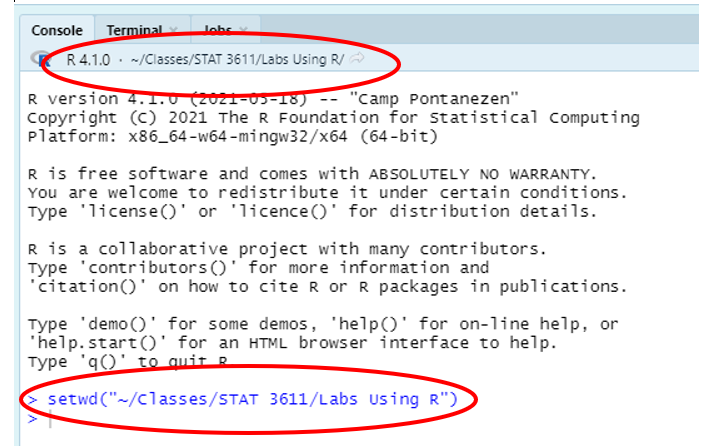 Console Terminal × Jobs ×
R R 4.1.0 · ~/Classes/STAT 3611/Labs Using R/
R version 4.1.0 (2021-05-18) -- "Camp Pontanezen"
Copyright (C) 2021 The R Foundation for Statistical Computing
Platform: x86_64-w64-mingw32/x64 (64-bit)
R is free software and comes with ABSOLUTELY NO WARRANTY.
You are welcome to redistribute it under certain conditions.
Type 'license()' or 'licence()' for distribution details.
R is a collaborative project with many contributors.
Type 'contributors()' for more information and
'citation()' on how to cite R or R packages in publications.
Type 'demo()' for some demos, 'help()' for on-line help, or
'help.start()' for an HTML browser interface to help.
Type 'q()' to quit R
> setwd("~/Classes/STAT 3611/Labs Using R")
>